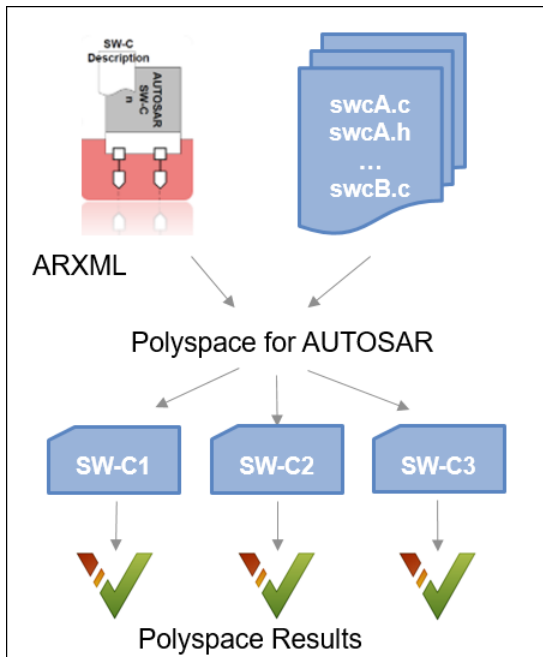 SW-C
Description
AUTOSAR
SW-C
n
swcA.c
swcA.h
...
swcB.c
ARXML
Polyspace for AUTOSAR
SW-C1
SW-C2
SW-C3
Polyspace Results